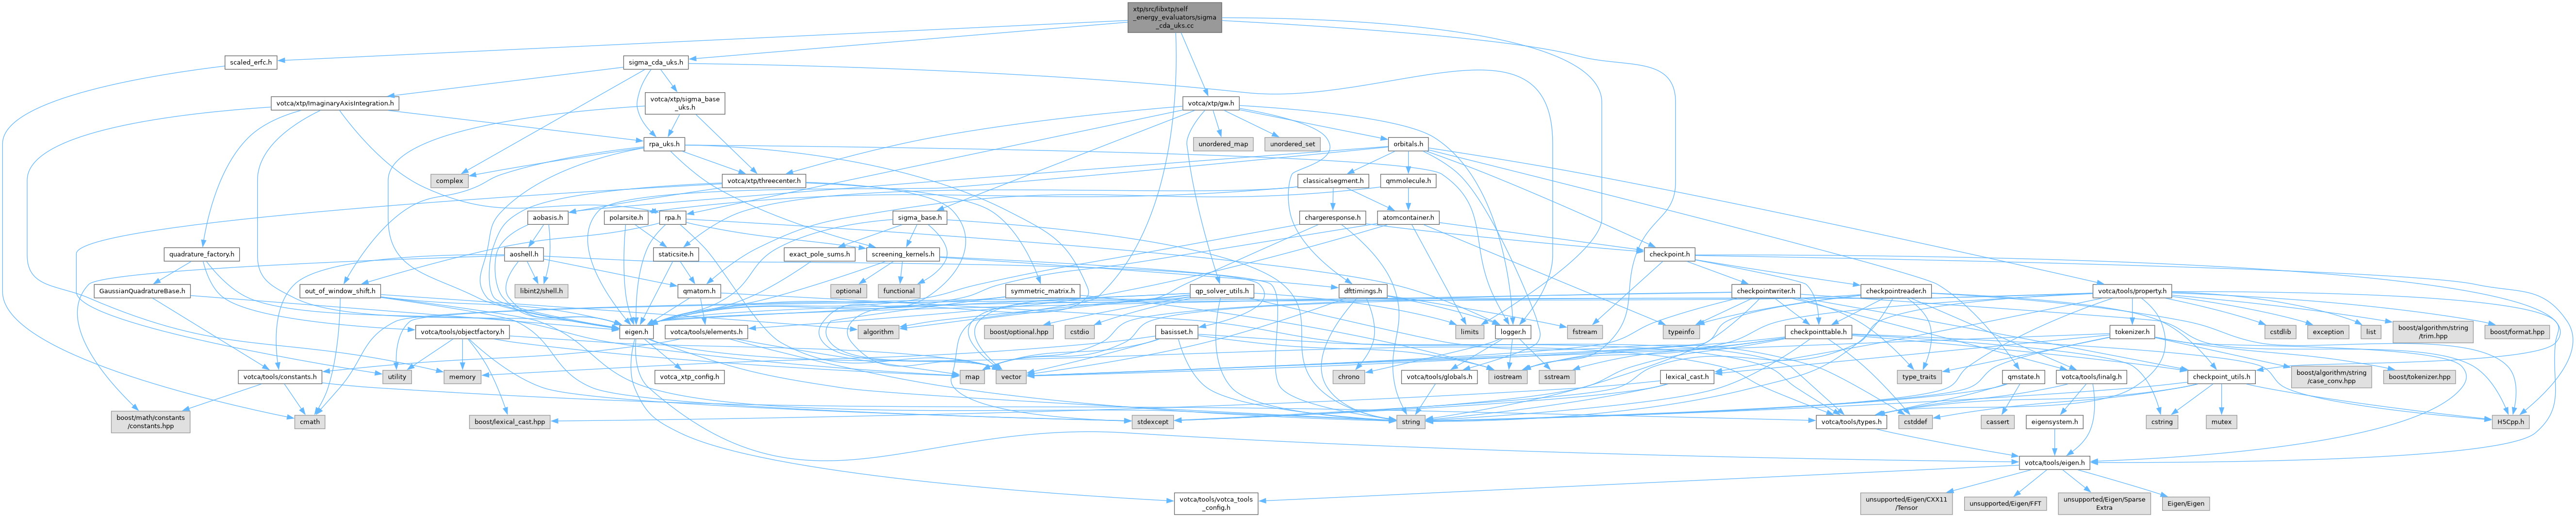 xtp/src/libxtp/self
_energy_evaluators/sigma
_cda_uks.cc
scaled_erfc.h
sigma_cda_uks.h
votca/xtp/ImaginaryAxisIntegration.h
votca/xtp/sigma_base
_uks.h
votca/xtp/gw.h
rpa_uks.h
unordered_map
unordered_set
orbitals.h
complex
votca/xtp/threecenter.h
classicalsegment.h
qmmolecule.h
aobasis.h
polarsite.h
rpa.h
sigma_base.h
chargeresponse.h
atomcontainer.h
quadrature_factory.h
aoshell.h
staticsite.h
exact_pole_sums.h
screening_kernels.h
checkpoint.h
GaussianQuadratureBase.h
out_of_window_shift.h
libint2/shell.h
qmatom.h
optional
functional
symmetric_matrix.h
qp_solver_utils.h
dfttimings.h
checkpointwriter.h
checkpointreader.h
votca/tools/property.h
votca/tools/objectfactory.h
eigen.h
votca/tools/elements.h
algorithm
boost/optional.hpp
cstdio
basisset.h
limits
logger.h
fstream
typeinfo
checkpointtable.h
tokenizer.h
cstdlib
exception
list
boost/algorithm/string
/trim.hpp
boost/format.hpp
votca/tools/constants.h
utility
memory
votca_xtp_config.h
map
vector
chrono
votca/tools/globals.h
iostream
sstream
lexical_cast.h
type_traits
qmstate.h
votca/tools/linalg.h
checkpoint_utils.h
boost/algorithm/string
/case_conv.hpp
boost/tokenizer.hpp
boost/math/constants
/constants.hpp
cmath
boost/lexical_cast.hpp
stdexcept
string
votca/tools/types.h
cstddef
cassert
eigensystem.h
cstring
mutex
H5Cpp.h
votca/tools/eigen.h
votca/tools/votca_tools
_config.h
unsupported/Eigen/CXX11
/Tensor
unsupported/Eigen/FFT
unsupported/Eigen/Sparse
Extra
Eigen/Eigen